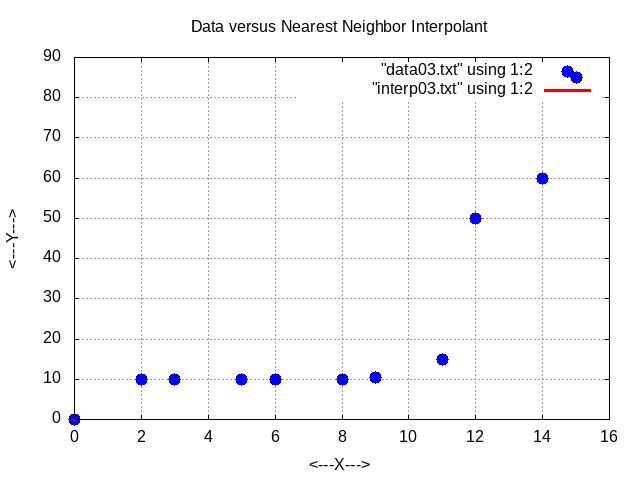 Data versus Nearest Neighbor Interpolant
"data03.txt" using 1:2
"interp03.txt" using 1:2
90
80
70
60
50
40
30
20
10
0
0 2 4 6 8 10 12 14 16
<---Y--->
<---X--->